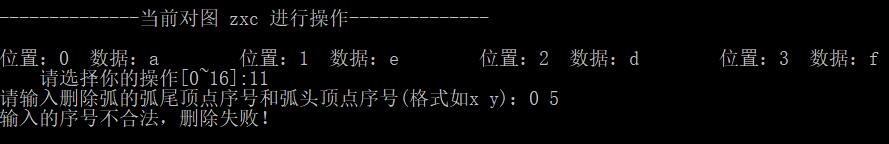 --------------当前对图 zxc 进行操作--------------
位置：0  数据：a        位置：1  数据：e        位置：2  数据：d        位置：3  数据：f
    请选择你的操作[0~16]:11
请输入删除弧的弧尾顶点序号和弧头顶点序号(格式如x y)：0 5
输入的序号不合法，删除失败！